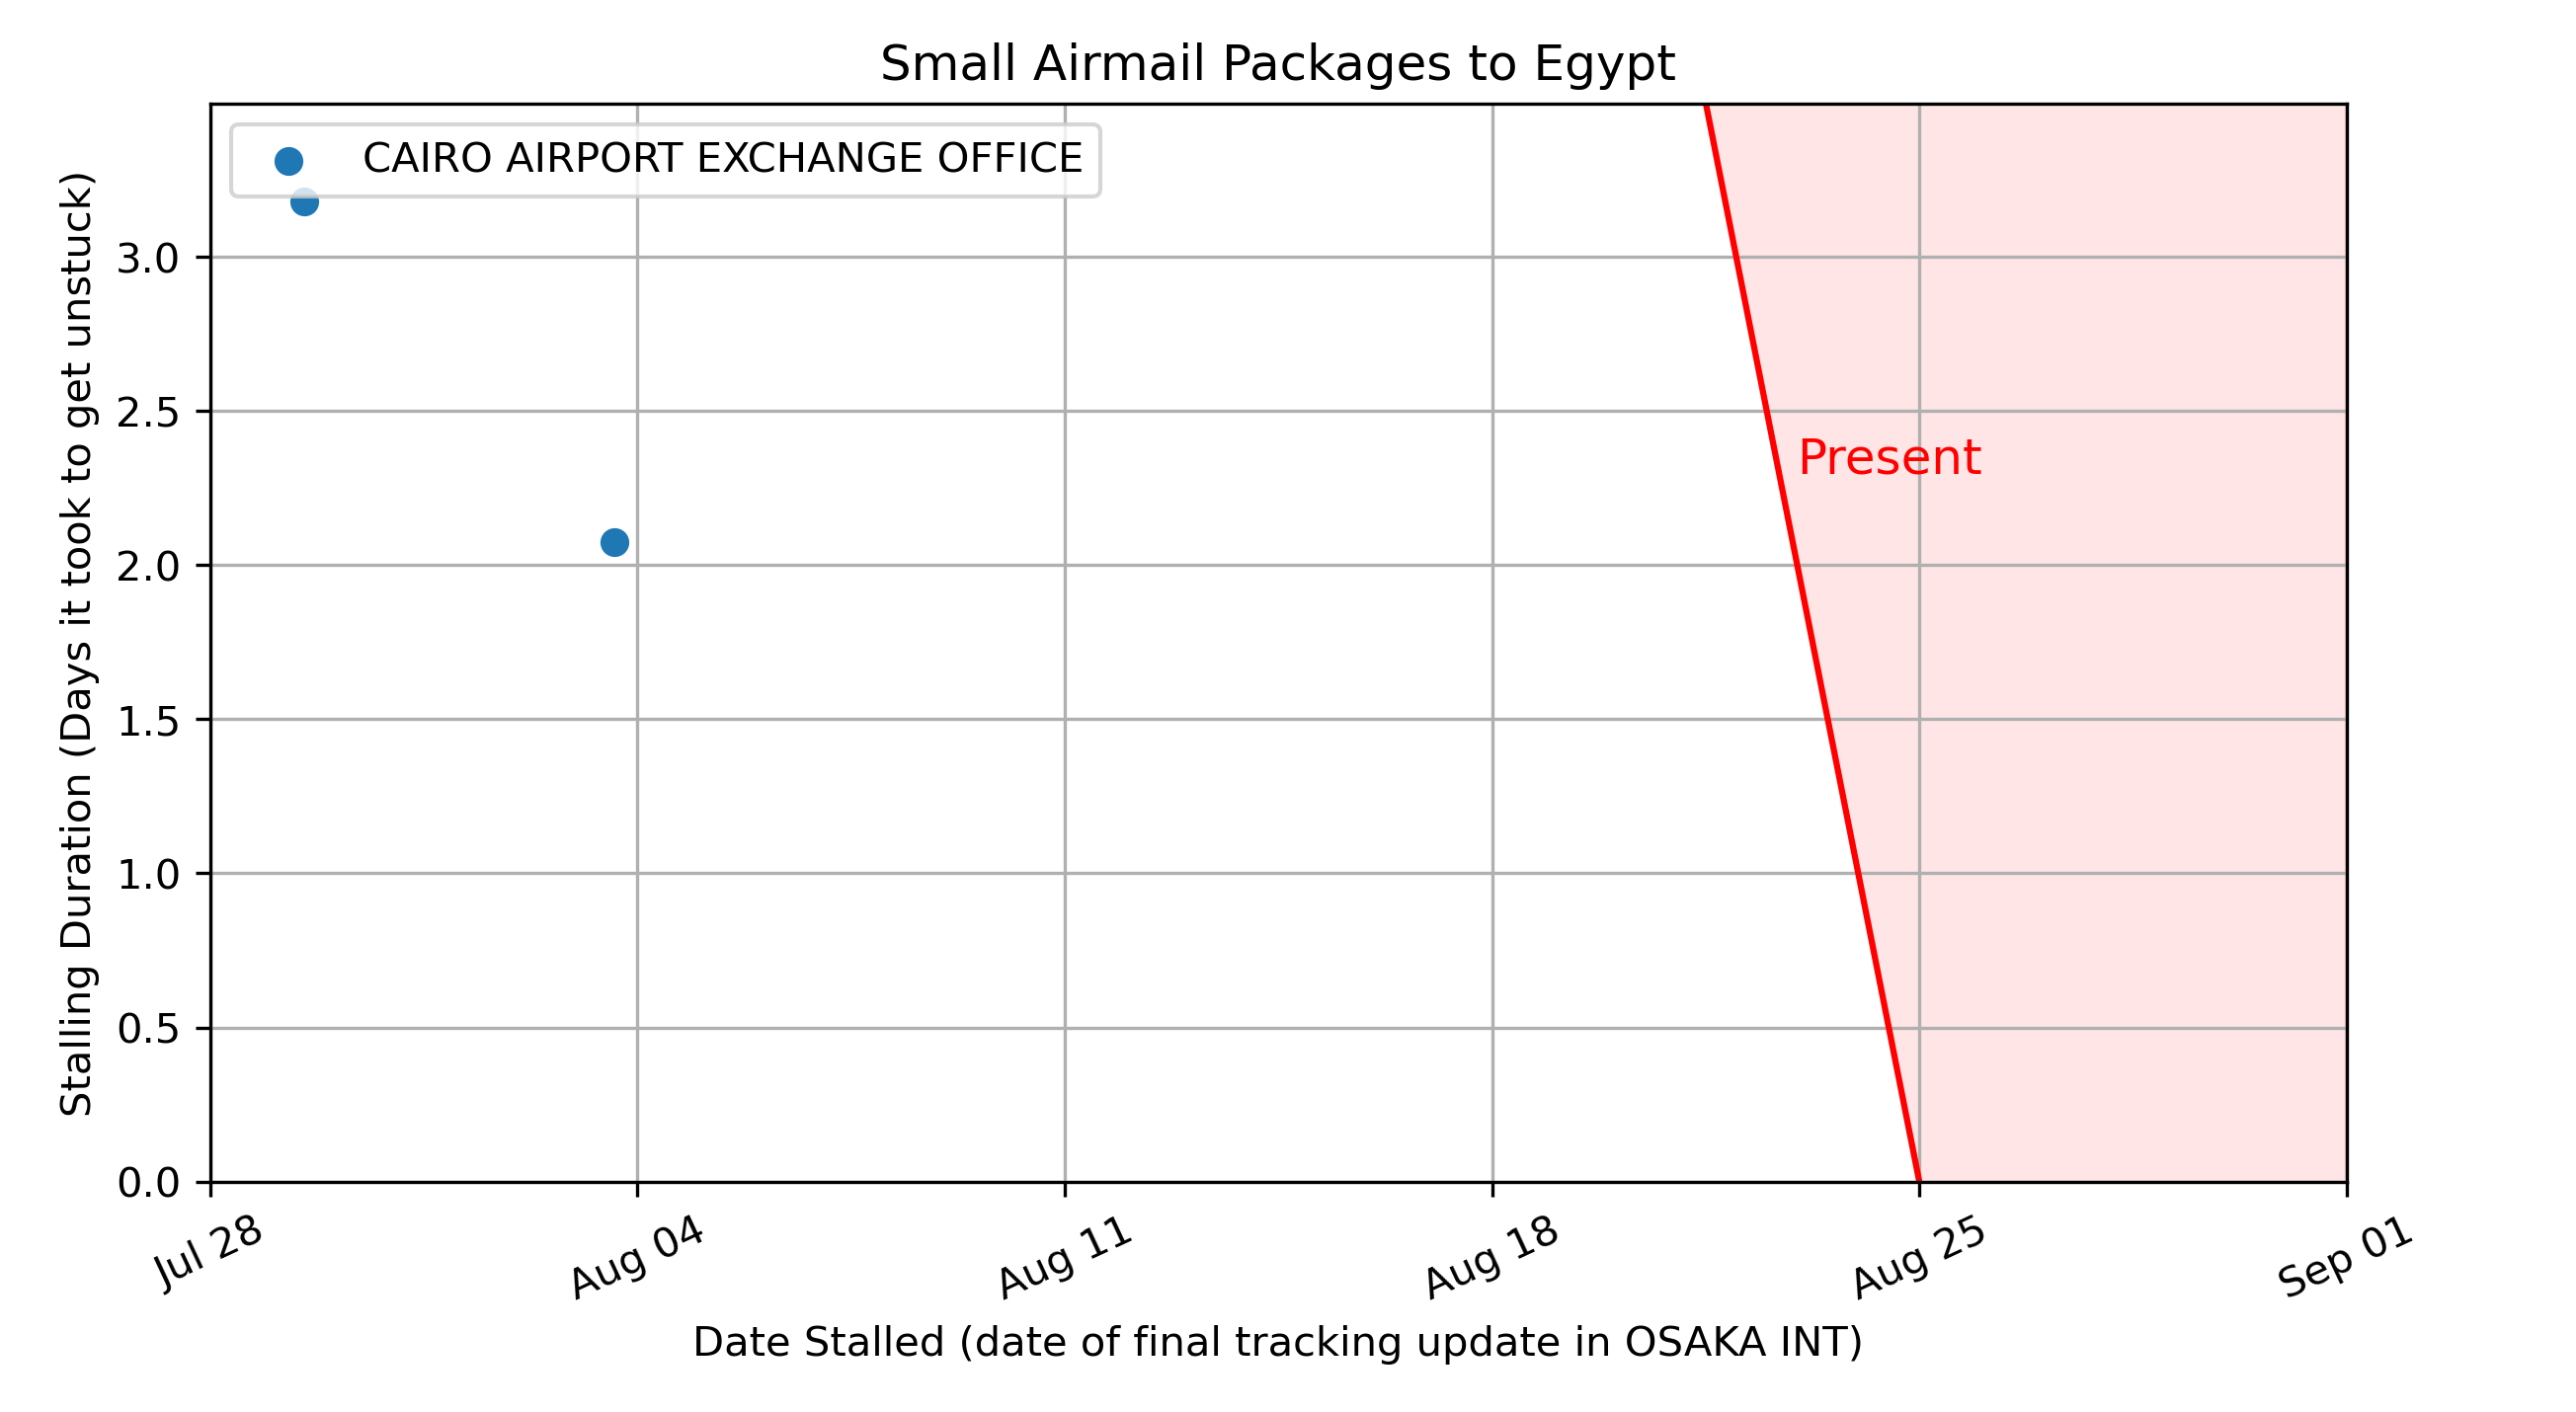 Small Airmail Packages to Egypt
CAIRO AIRPORT EXCHANGE OFFICE
Stalling Duration (Days it took to get unstuck)
3.0
2.5
2.0
1.5
1.0
0.5
0.0
Present
Jul 28
Aug 04
Aug 11
Aug 18
Aug 25
Sep 01
Date Stalled (date of final tracking update in OSAKA INT)